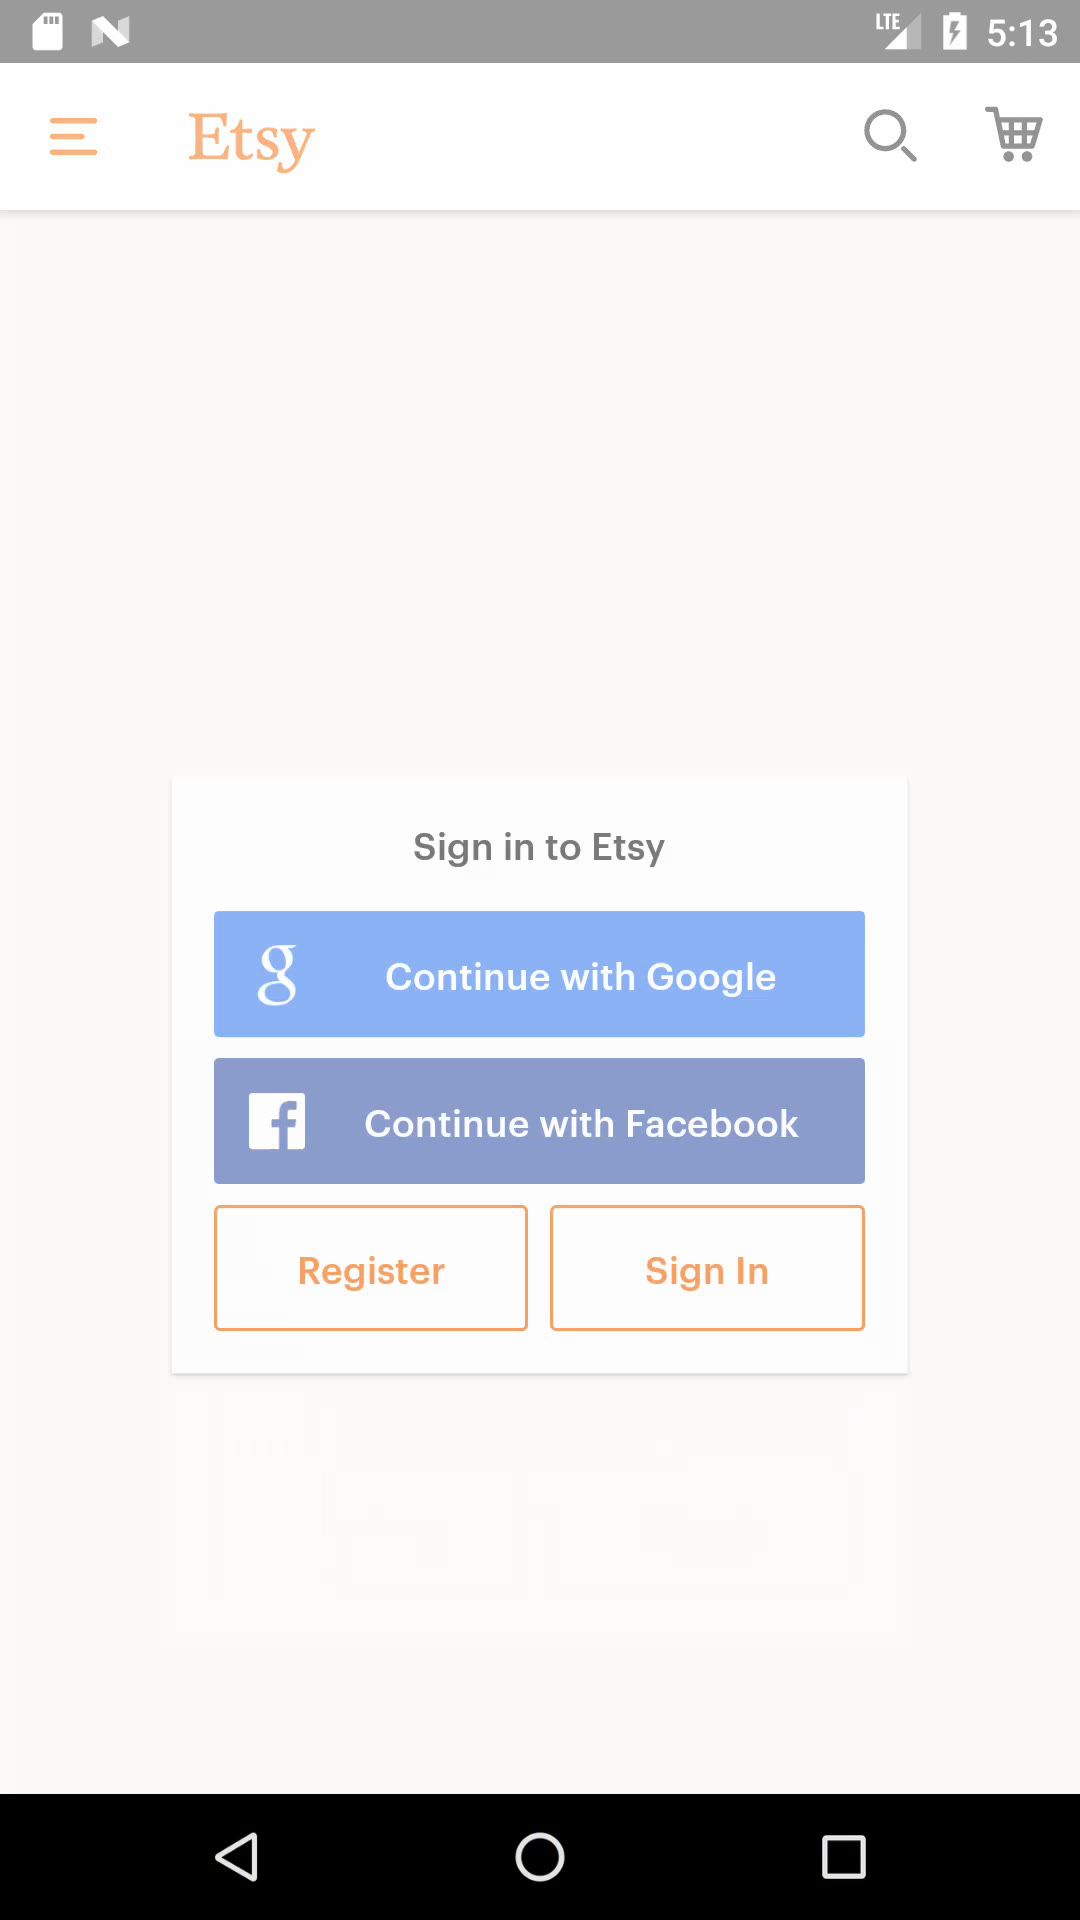 LTE 5:13
Etsy
Sign in to Etsy
g Continue with Google
f Continue with Facebook
Register Sign In